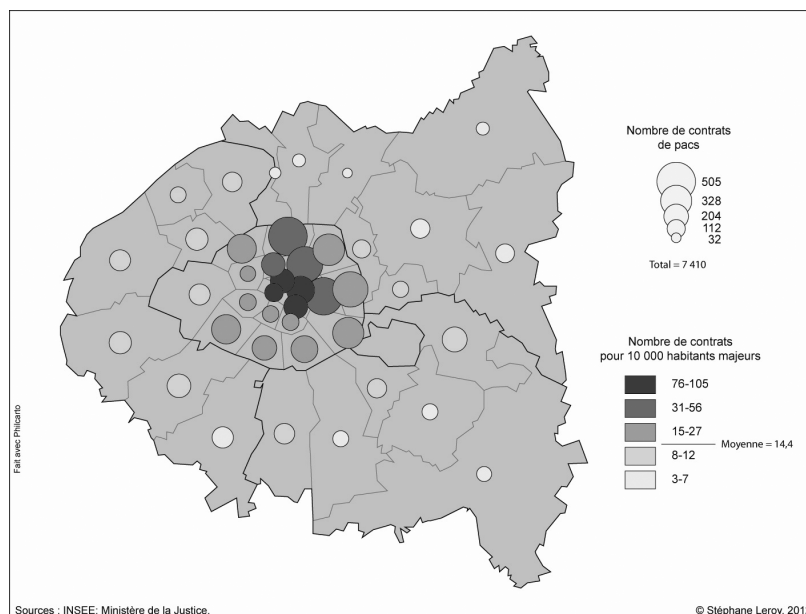 Nombre de contrats
de pacs
505
328
204
112
32
Total = 7 410
Nombre de contrats
pour 10 000 habitants majeurs
76-105
31-56
15-27
Moyenne = 14,4
8-12
3-7
Fait avec Philcarto
Sources : INSEE; Ministère de la Justice.
© Stéphane Leroy, 201